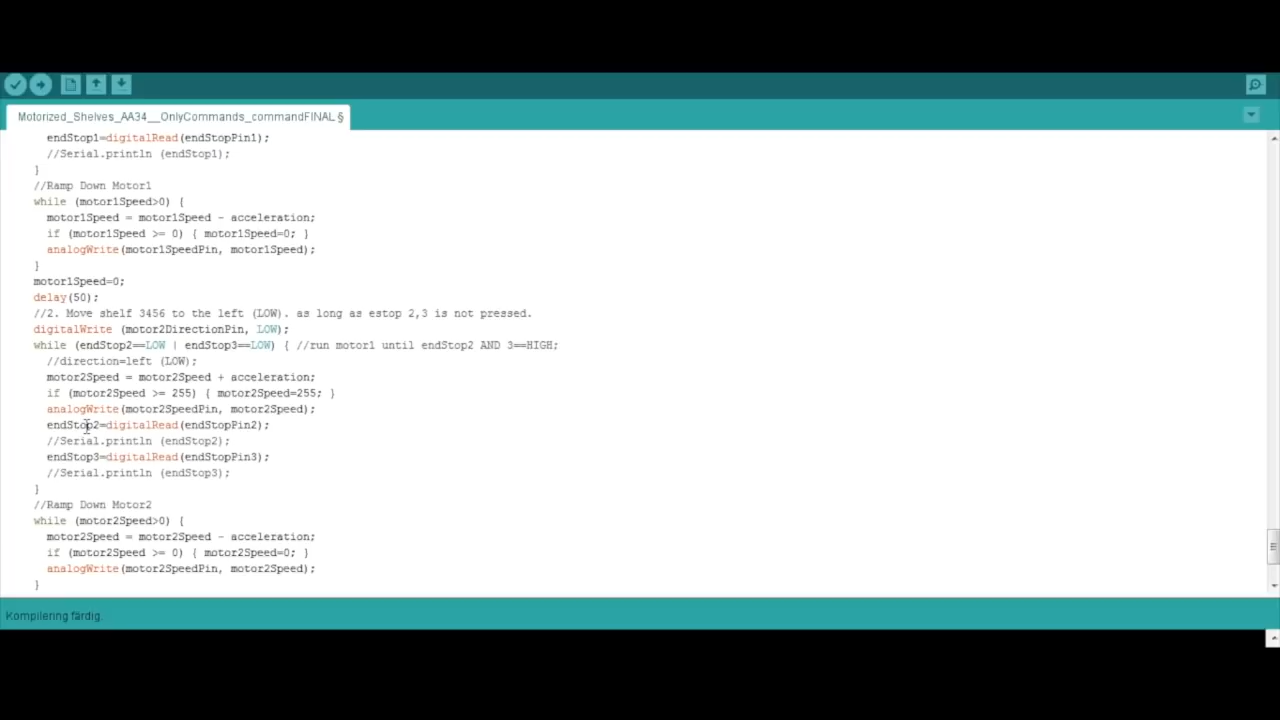 Motorized_Shelves_AA34__OnlyCommands_commandFINAL §
endStop1=digitalRead(endStopPin1);
//Serial.println (endStop1);
}
//Ramp Down Motor1
while (motor1Speed>0) {
motor1Speed = motor1Speed - acceleration;
if (motor1Speed >= 0) { motor1Speed=0; }
analogWrite(motor1SpeedPin, motor1Speed);
}
motor1Speed=0;
delay(50);
//2. Move shelf 3456 to the left (LOW). as long as estop 2,3 is not pressed.
digitalWrite (motor2DirectionPin, LOW);
while (endStop2==LOW | endStop3==LOW) { //run motor1 until endStop2 AND 3==HIGH;
//direction=left (LOW);
motor2Speed = motor2Speed + acceleration;
if (motor2Speed >= 255) { motor2Speed=255; }
analogWrite(motor2SpeedPin, motor2Speed);
endStop2=digitalRead(endStopPin2);
//Serial.println (endStop2);
endStop3=digitalRead(endStopPin3);
//Serial.println (endStop3);
}
//Ramp Down Motor2
while (motor2Speed>0) {
motor2Speed = motor2Speed - acceleration;
if (motor2Speed >= 0) { motor2Speed=0; }
analogWrite(motor2SpeedPin, motor2Speed);
}
Kompilering färdig.